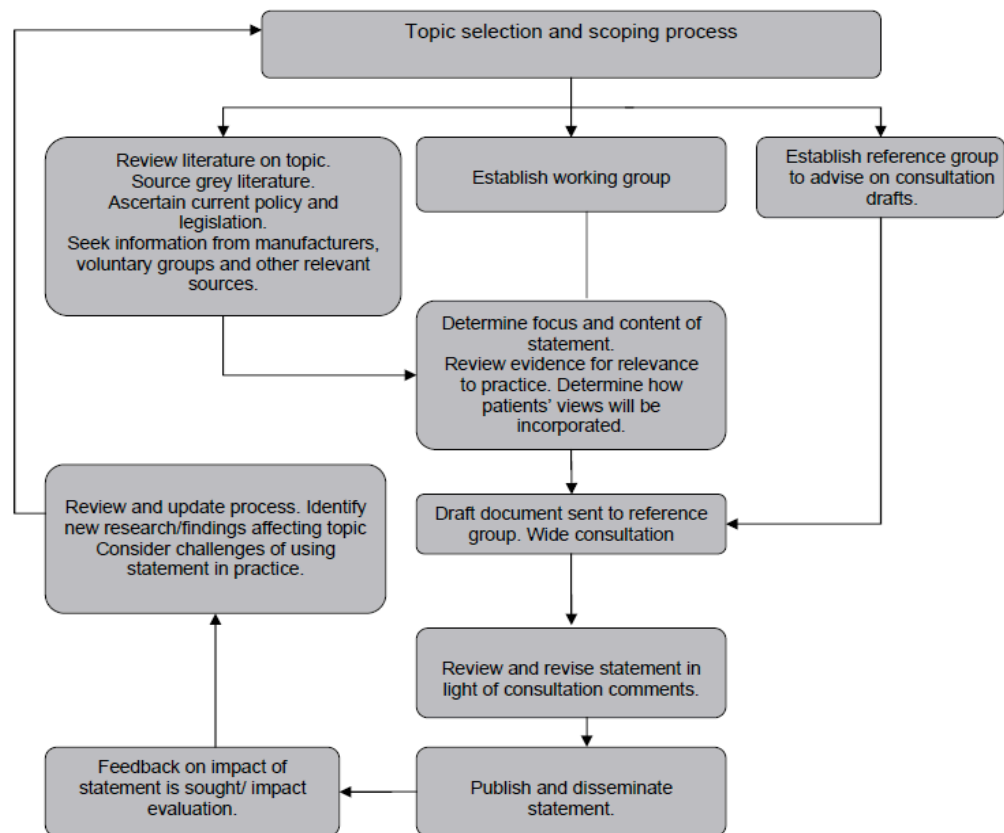 Topic selection and scoping process
Review literature on topic.
Source grey literature.
Ascertain current policy and
legislation.
Seek information from manufacturers,
voluntary groups and other relevant
sources.
Establish working group
Establish reference group
to advise on consultation
drafts.
Determine focus and content of
statement.
Review evidence for relevance
to practice. Determine how
patients’ views will be
incorporated.
Review and update process. Identify
new research/findings affecting topic
Consider challenges of using
statement in practice.
Draft document sent to reference
group. Wide consultation
Review and revise statement in
light of consultation comments.
Feedback on impact of
statement is sought/ impact
evaluation.
Publish and disseminate
statement.